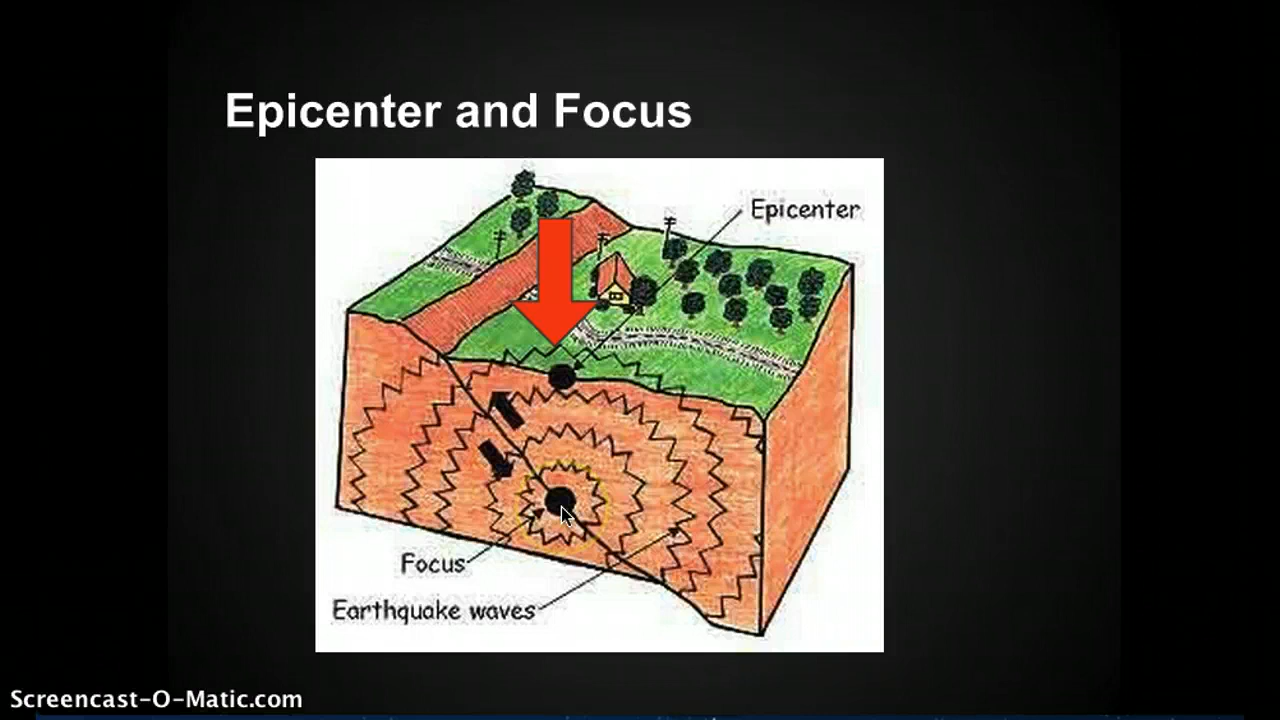 Epicenter and Focus
Epicenter
Focus
Earthquake waves
Screencast-O-Matic.com